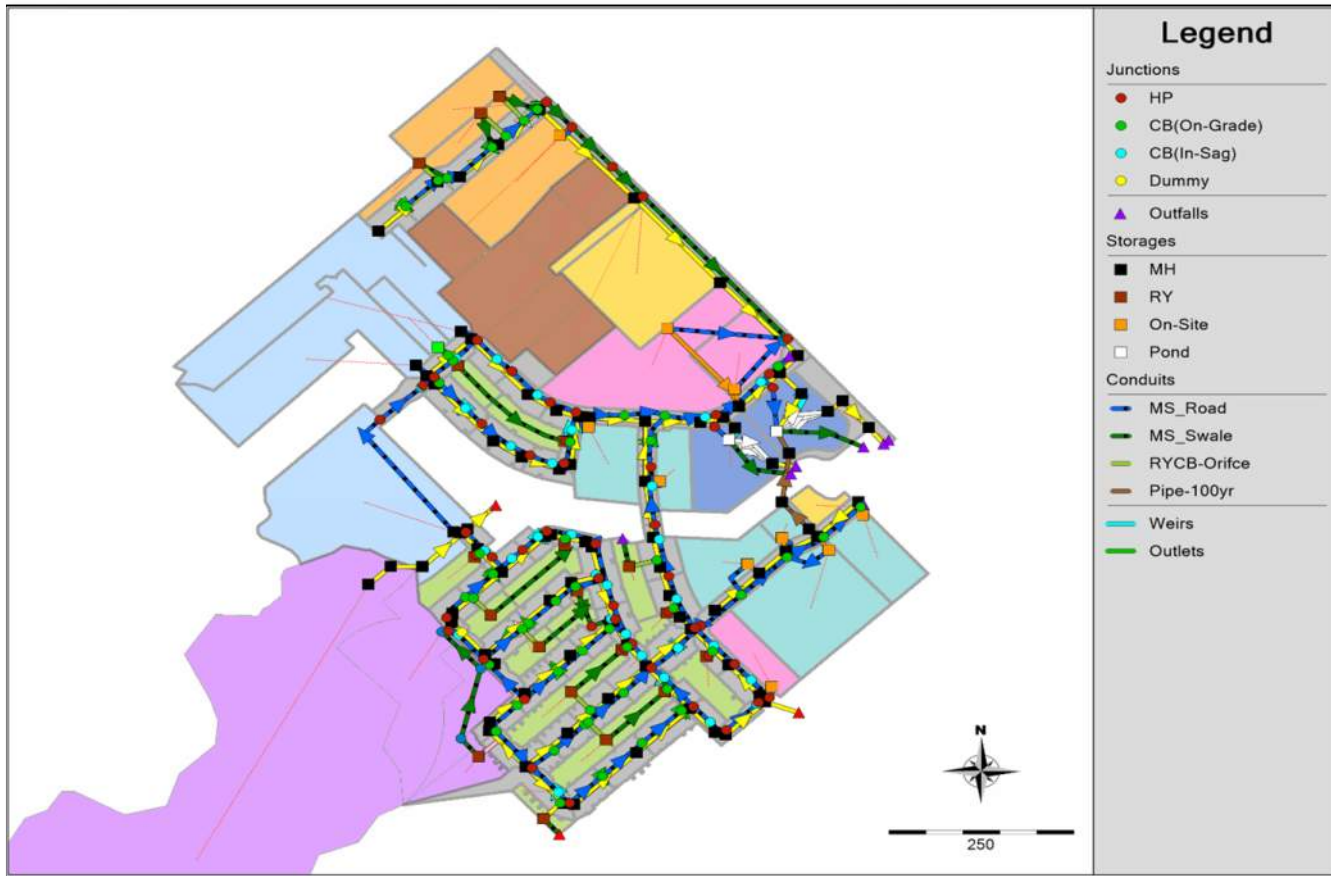 Legend
Junctions
HP
CB(On-Grade)
CB(In-Sag)
Dummy
Outfalls
Storages
MH
RY
On-Site
Pond
Conduits
MS_Road
MS_Swale
RYCB-Orifce
Pipe-100yr
Weirs
Outlets
N
250